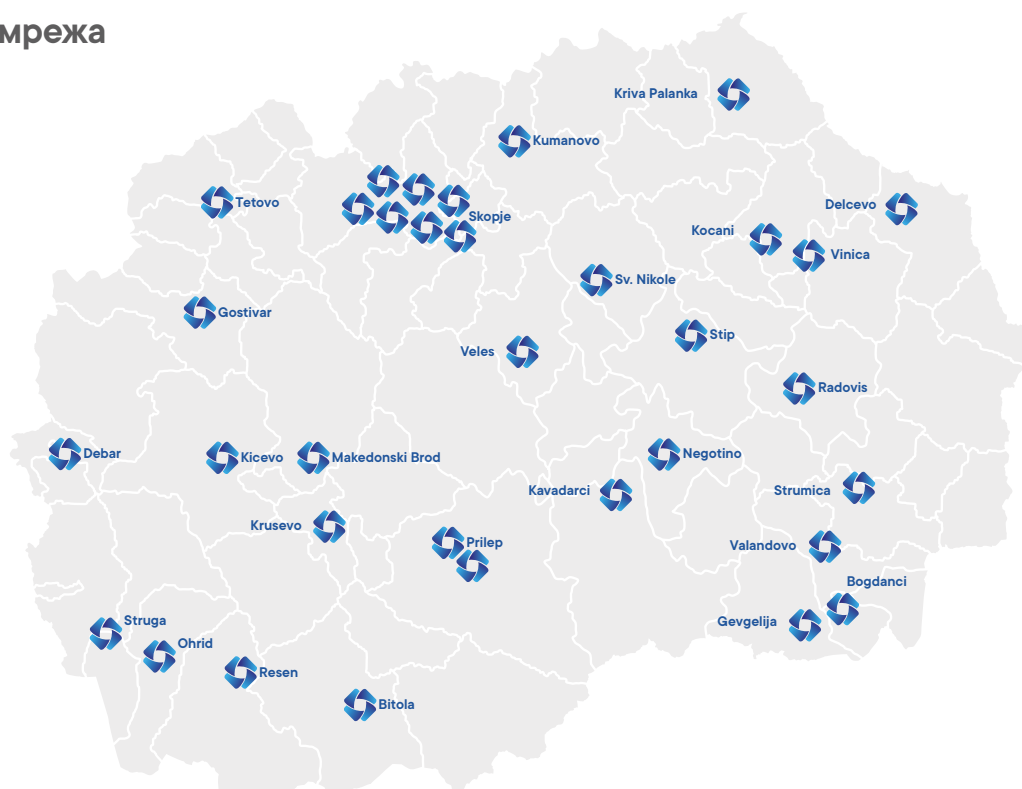 мрежа
Kriva Palanka
Kumanovo
Tetovo
Delcevo
Skopje
Kocani
Vinica
Sv. Nikole
Gostivar
Stip
Veles
Radovis
Debar
Kicevo
Makedonski Brod
Negotino
Kavadarci
Strumica
Krusevo
Prilep
Valandovo
Bogdanci
Struga
Gevgelija
Ohrid
Resen
Bitola